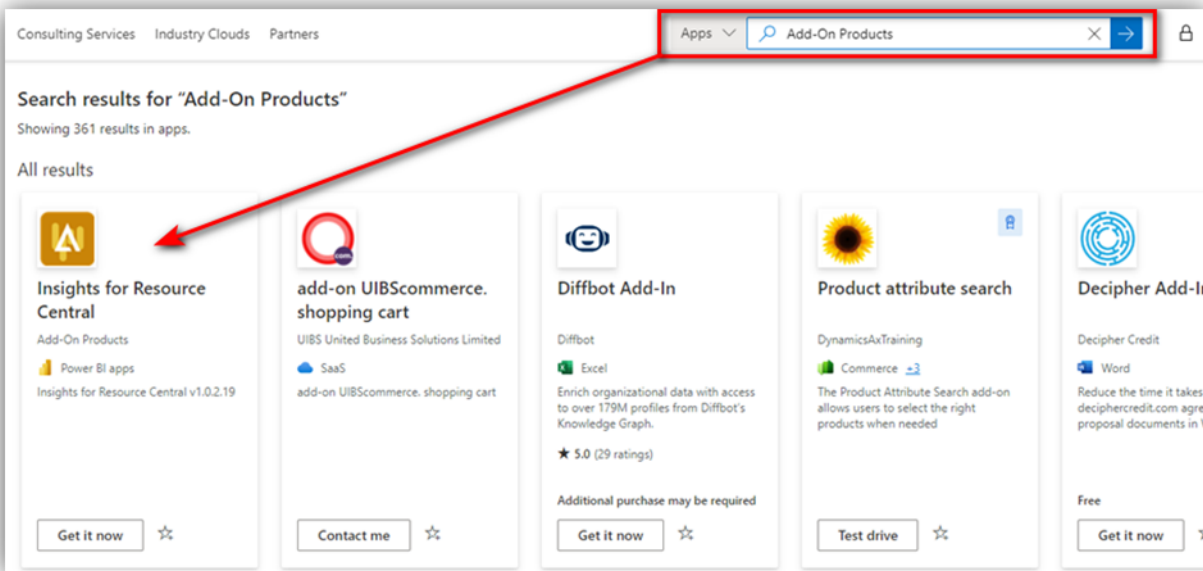 Consulting Services Industry Clouds Partners
Apps
Add-On Products
Search results for “Add-On Products”
Showing 361 results in apps.
All results
Insights for Resource
Central
Add-On Products
Power BI apps
Insights for Resource Central v1.0.2.19
Get it now
com.
add-on UIBScommerce.
shopping cart
UIBS United Business Solutions Limited
SaaS
add-on UIBScommerce. shopping cart
Contact me
Diffbot Add-In
Diffbot
Excel
Enrich organizational data with access
to over 179M profiles from Diffbot's
Knowledge Graph.
★ 5.0 (29 ratings)
Additional purchase may be required
Get it now
Product attribute search
DynamicsAxTraining
Commerce +3
The Product Attribute Search add-on
allows users to select the right
products when needed
Test drive
Decipher Add-In
Decipher Credit
Word
Reduce the time it takes
deciphercredit.com agre
proposal documents in
Free
Get it now